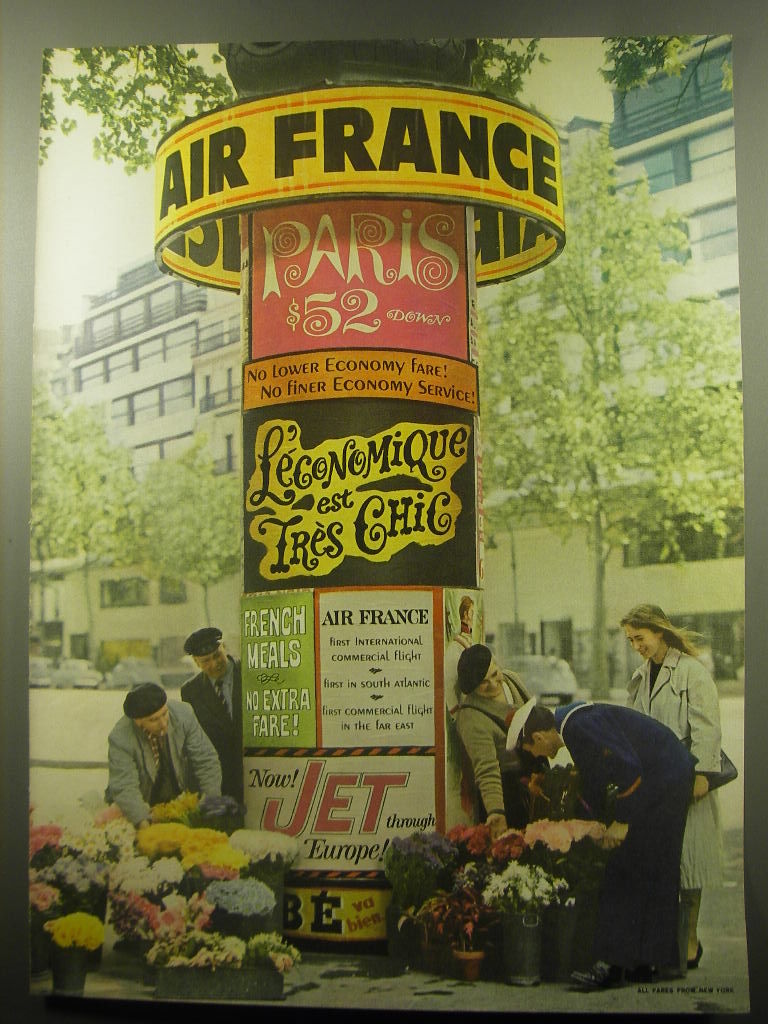 AIR FRANCE
PARIS
$52 DOWN
No Lower Economy Fare!
No Finer Economy Service!
L'économique
est
Très Chic
FRENCH
MEALS
NO EXTRA
FARE!
AIR FRANCE
FIRST INTERNATIONAL
COMMERCIAL FLIGHT
FIRST IN SOUTH ATLANTIC
FIRST COMMERCIAL FLIGHT
IN THE FAR EAST
Now!
JET through
Europe!
BÉ va
bien
ALL FARES FROM NEW YORK